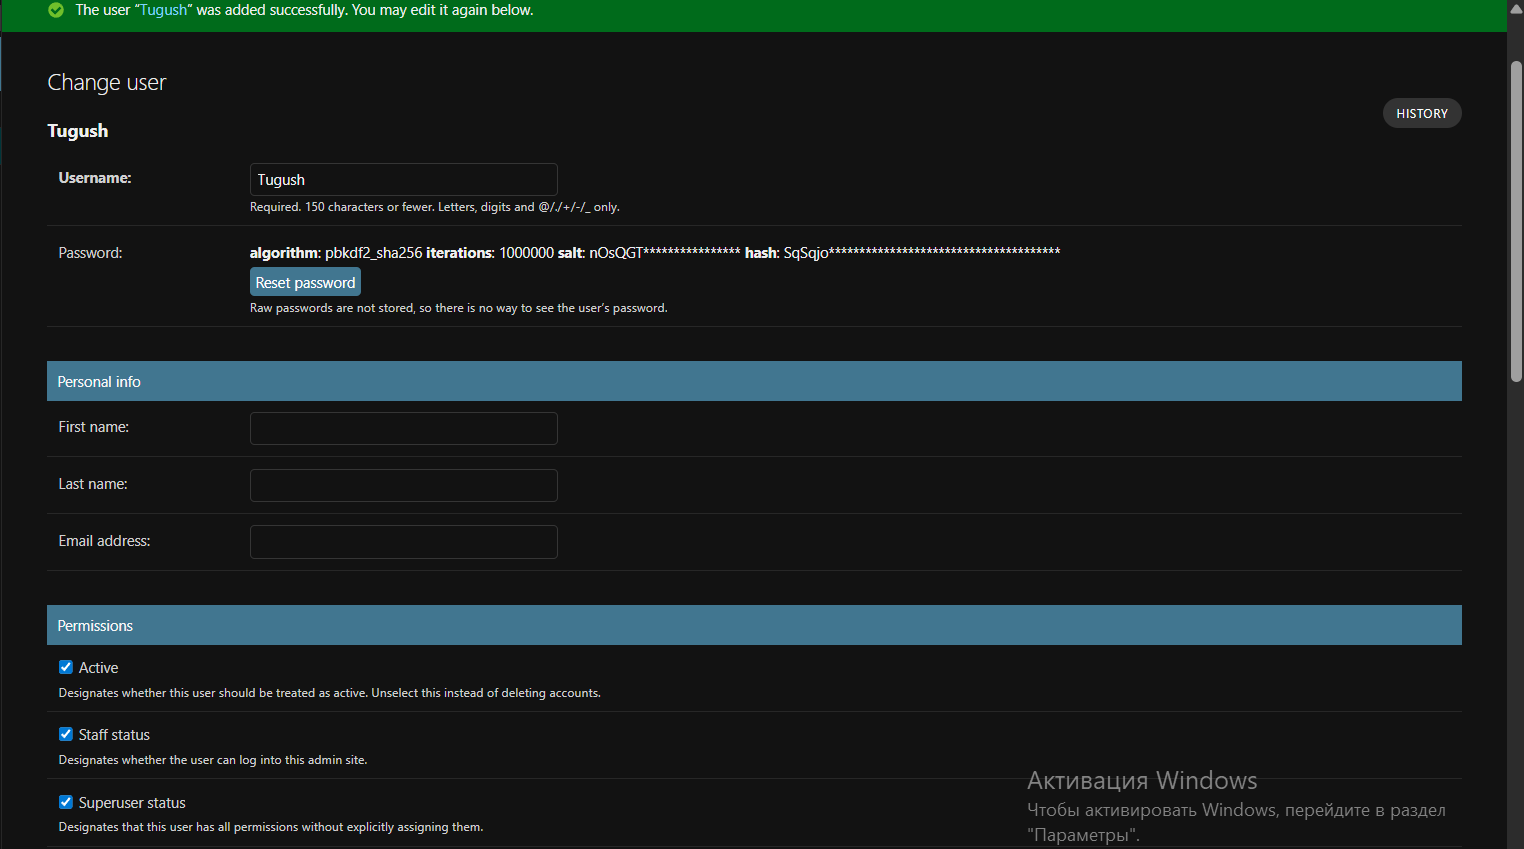 The user “Tugush” was added successfully. You may edit it again below.
Change user
HISTORY
Tugush
Username:
Tugush
Required. 150 characters or fewer. Letters, digits and @/./+/-/_ only.
Password:
algorithm: pbkdf2_sha256 iterations: 1000000 salt: nOsQGT**************** hash: SqSqjo**************************************
Reset password
Raw passwords are not stored, so there is no way to see the user’s password.
Personal info
First name:
Last name:
Email address:
Permissions
Active
Designates whether this user should be treated as active. Unselect this instead of deleting accounts.
Staff status
Designates whether the user can log into this admin site.
Superuser status
Designates that this user has all permissions without explicitly assigning them.
Активация Windows
Чтобы активировать Windows, перейдите в раздел
"Параметры".